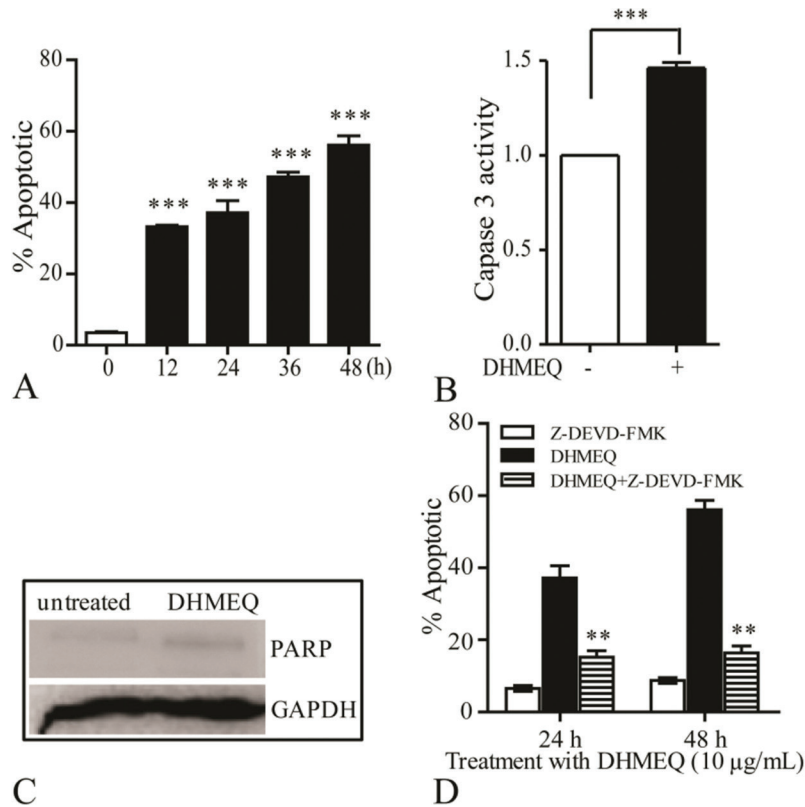 80
60
40
20
0
% Apoptotic
***
***
***
***
0 12 24 36 48 (h)
A
***
1.5
1.0
0.5
0.0
Capase 3 activity
DHMEQ - +
B
untreated DHMEQ
PARP
GAPDH
C
80
60
40
20
0
% Apoptotic
Z-DEVD-FMK
DHMEQ
DHMEQ+Z-DEVD-FMK
**
**
24 h 48 h
Treatment with DHMEQ (10 μg/mL)
D